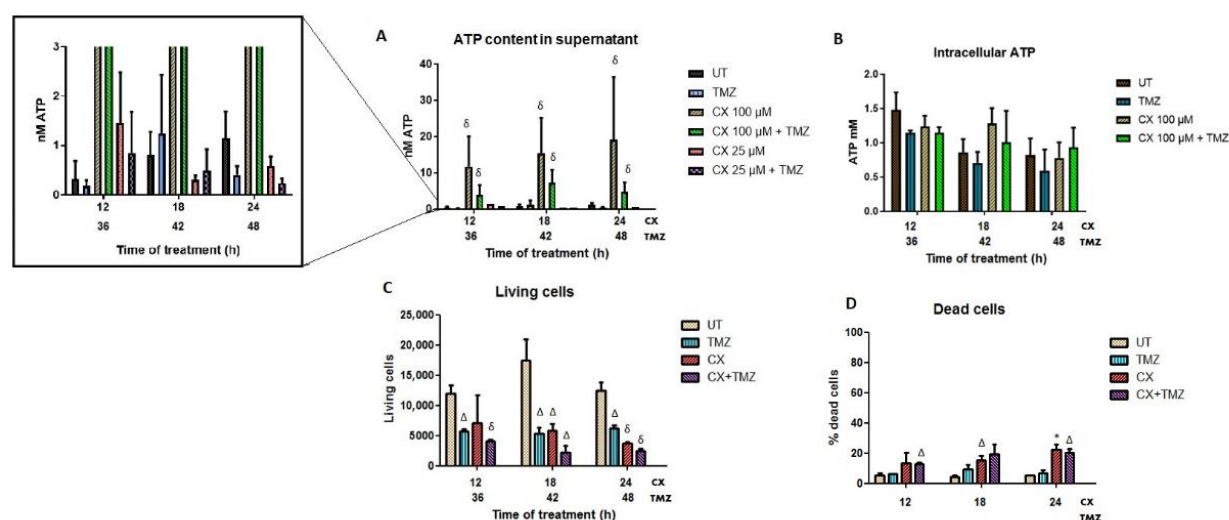 3
2
1
0
nM ATP
12 18 24
36 42 48
Time of treatment (h)
A
ATP content in supernatant
40
30
20
10
0
nM ATP
δ δ δ δ δ δ
12 18 24 CX
36 42 48 TMZ
Time of treatment (h)
UT
TMZ
CX 100 µM
CX 100 µM + TMZ
CX 25 µM
CX 25 µM + TMZ
B
Intracellular ATP
2.0
1.5
1.0
0.5
0.0
ATP mM
12 18 24 CX
36 42 48 TMZ
Time of treatment (h)
UT
TMZ
CX 100 µM
CX 100 µM + TMZ
C
Living cells
25,000
20,000
15,000
10,000
5000
0
Living cells
Δ δ Δ Δ Δ Δ δ δ
12 18 24 CX
36 42 48 TMZ
Time of treatment (h)
UT
TMZ
CX
CX+TMZ
D
Dead cells
100
80
60
40
20
0
% dead cells
Δ Δ * Δ
12 18 24 CX
TMZ
UT
TMZ
CX
CX+TMZ